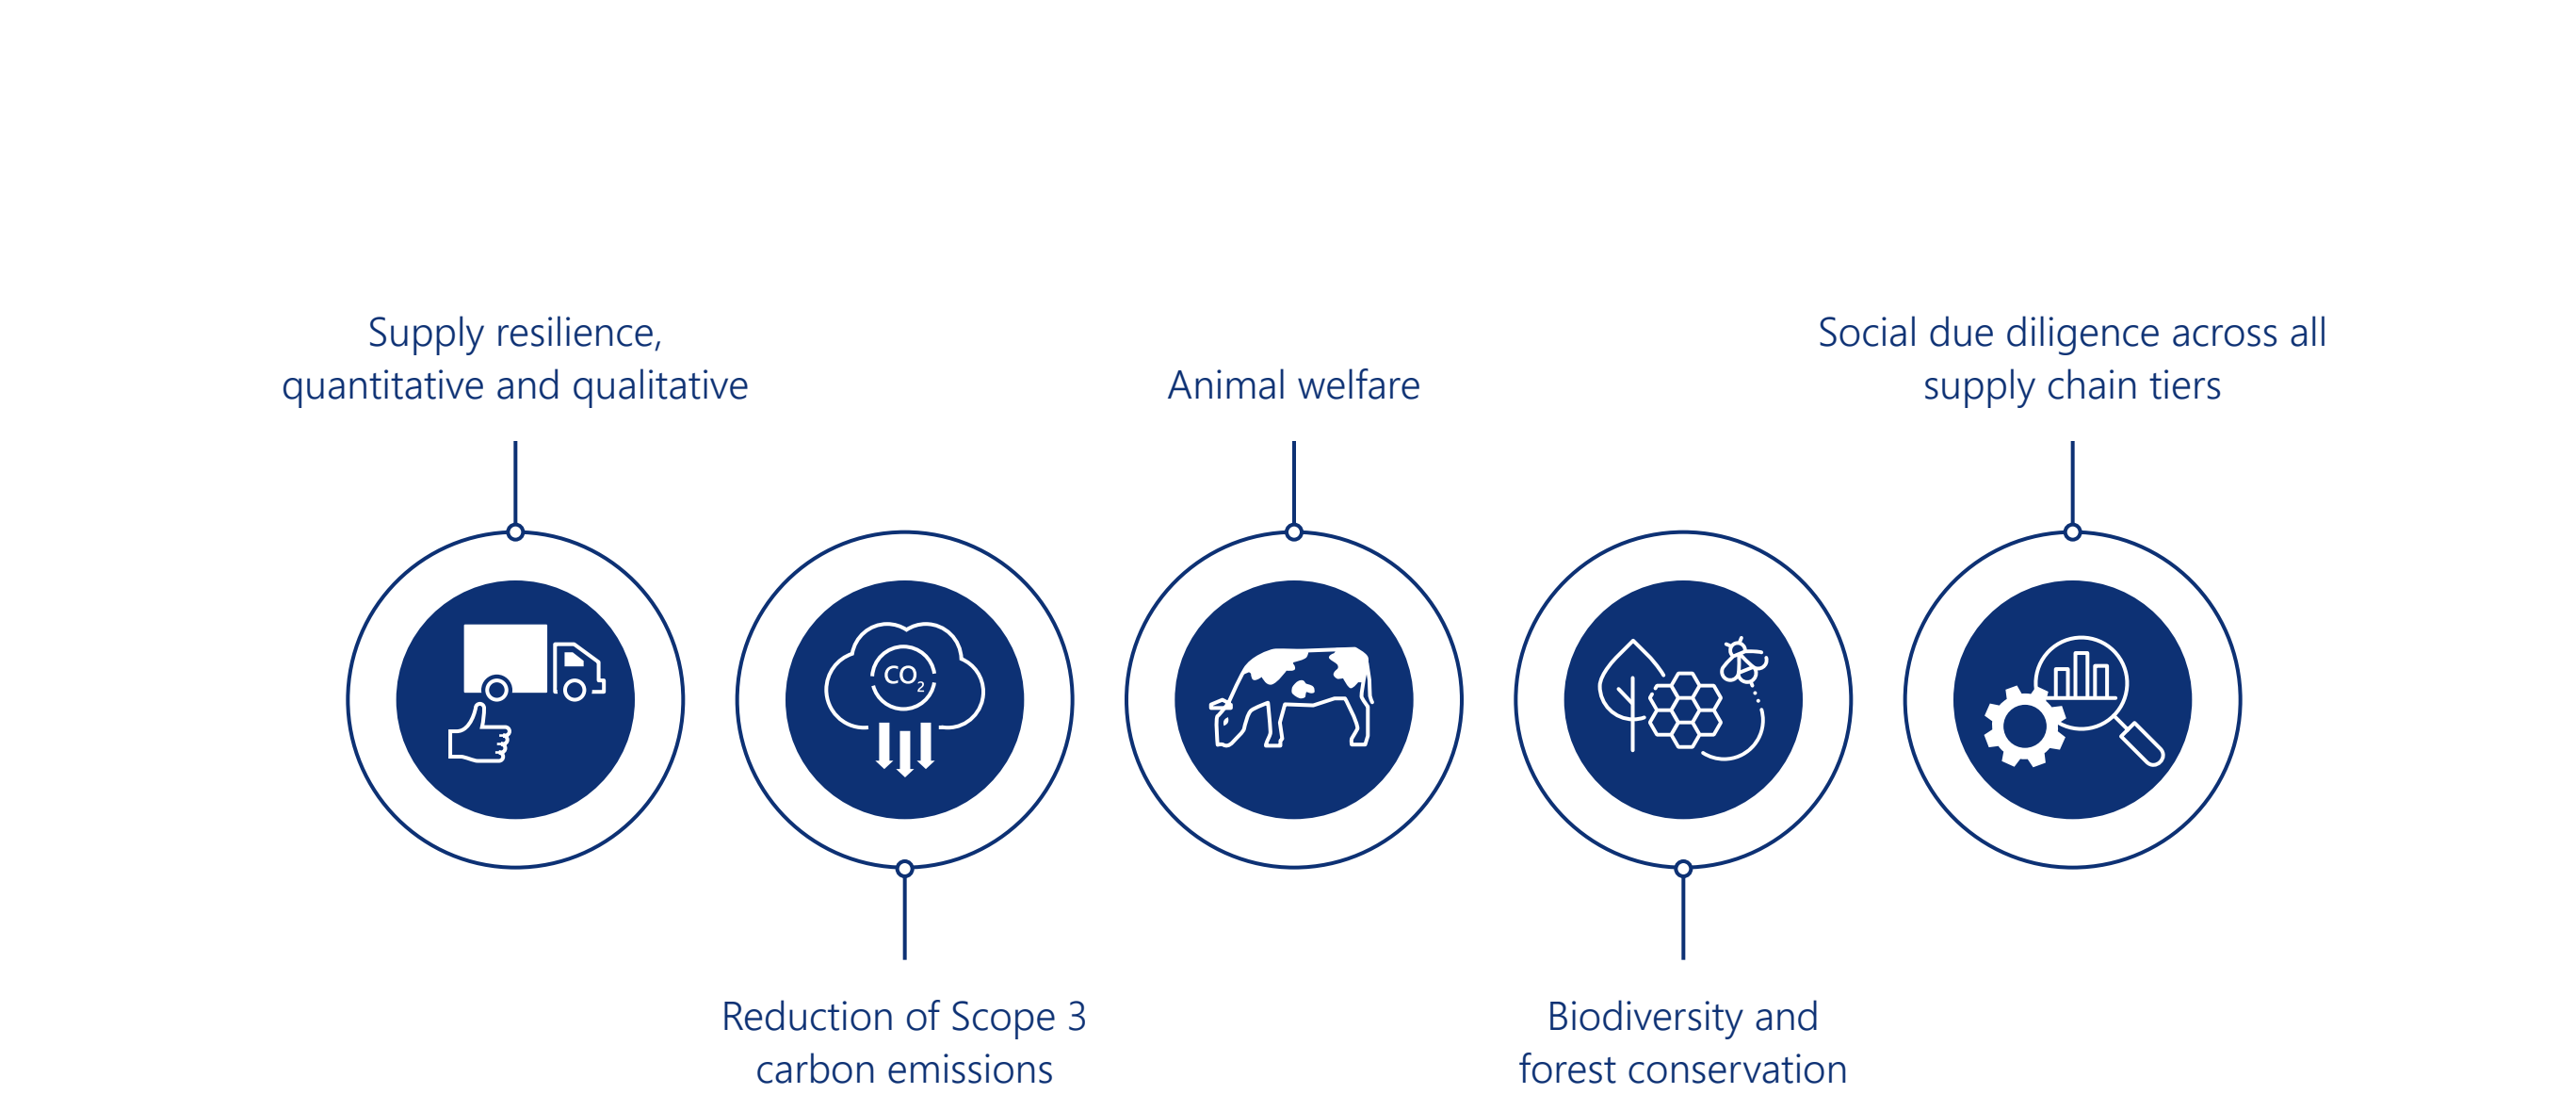 Supply resilience,
quantitative and qualitative
CO₂
Reduction of Scope 3
carbon emissions
Animal welfare
Biodiversity and
forest conservation
Social due diligence across all
supply chain tiers